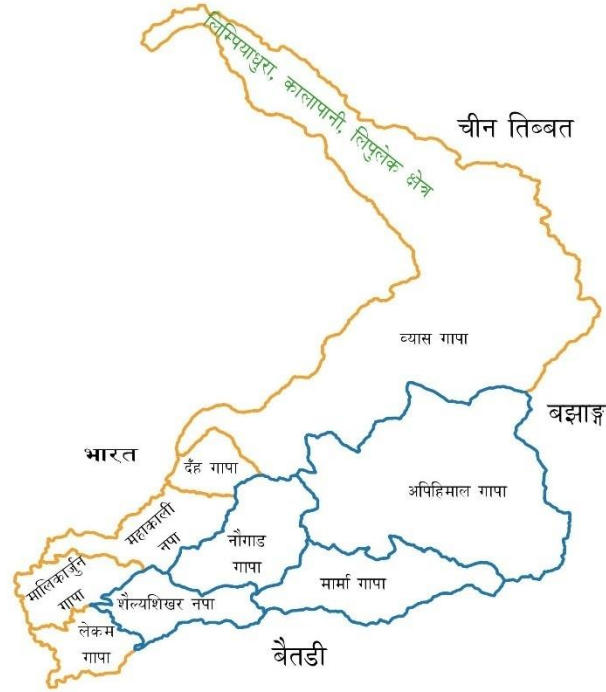 लिम्पियाधुरा, कालापानी, लिपुलेक क्षेत्र
चीन तिब्बत
ब्यास गापा
बझाङ्ग
भारत
दँह गापा
अपिहिमाल गापा
महाकाली
नपा
नौगाड
गापा
मार्मा गापा
मालिकार्जुन
गापा
शैल्यशिखर नपा
लेकम
गापा
बैतडी